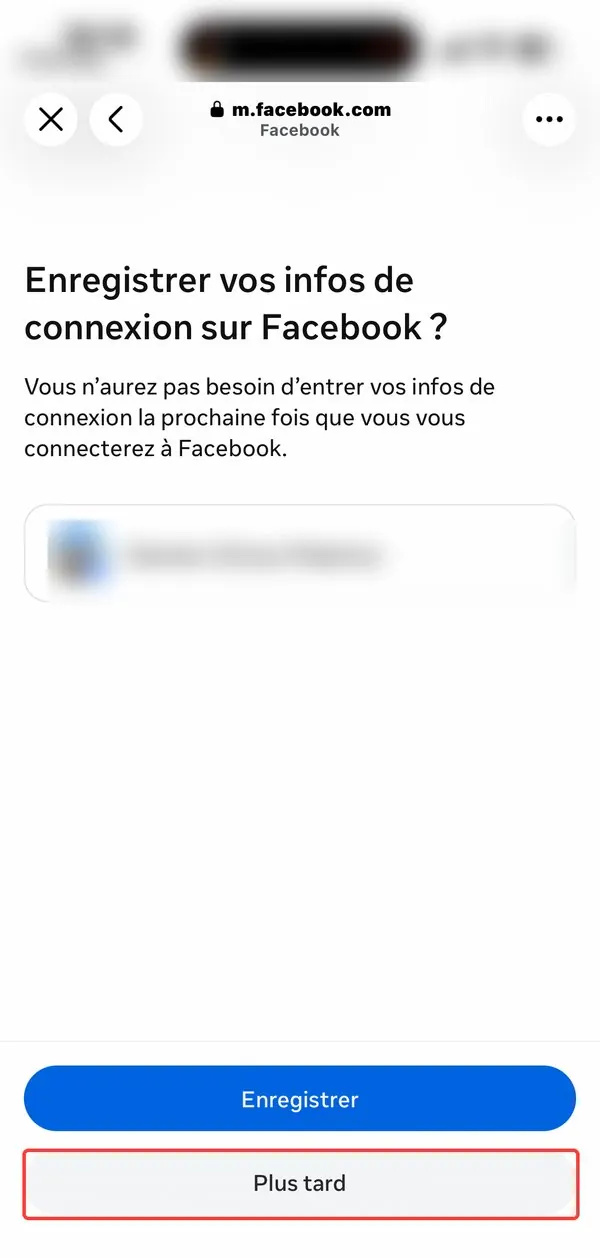 m.facebook.com
Facebook
Enregistrer vos infos de
connexion sur Facebook ?
Vous n’aurez pas besoin d’entrer vos infos de
connexion la prochaine fois que vous vous
connecterez à Facebook.
Enregistrer
Plus tard